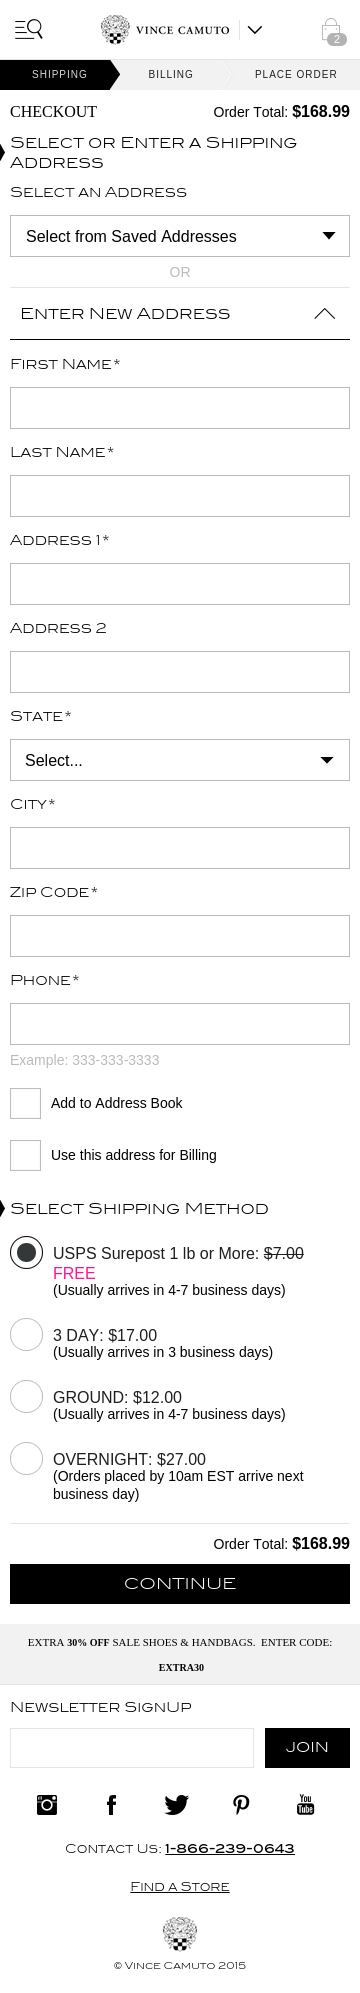 VINCE CAMUTO
2
SHIPPING BILLING PLACE ORDER
CHECKOUT Order Total: $168.99
Select or Enter a Shipping
Address
Select an Address
Select from Saved Addresses
OR
Enter New Address
First Name*
Last Name*
Address 1*
Address 2
State*
Select...
City*
Zip Code*
Phone*
Example: 333-333-3333
Add to Address Book
Use this address for Billing
Select Shipping Method
USPS Surepost 1 lb or More: $7.00
FREE
(Usually arrives in 4-7 business days)
3 DAY: $17.00
(Usually arrives in 3 business days)
GROUND: $12.00
(Usually arrives in 4-7 business days)
OVERNIGHT: $27.00
(Orders placed by 10am EST arrive next
business day)
Order Total: $168.99
CONTINUE
EXTRA 30% OFF SALE SHOES & HANDBAGS. ENTER CODE:
EXTRA30
Newsletter SignUp
JOIN
You
Tube
Contact Us: 1-866-239-0643
Find a Store
© Vince Camuto 2015